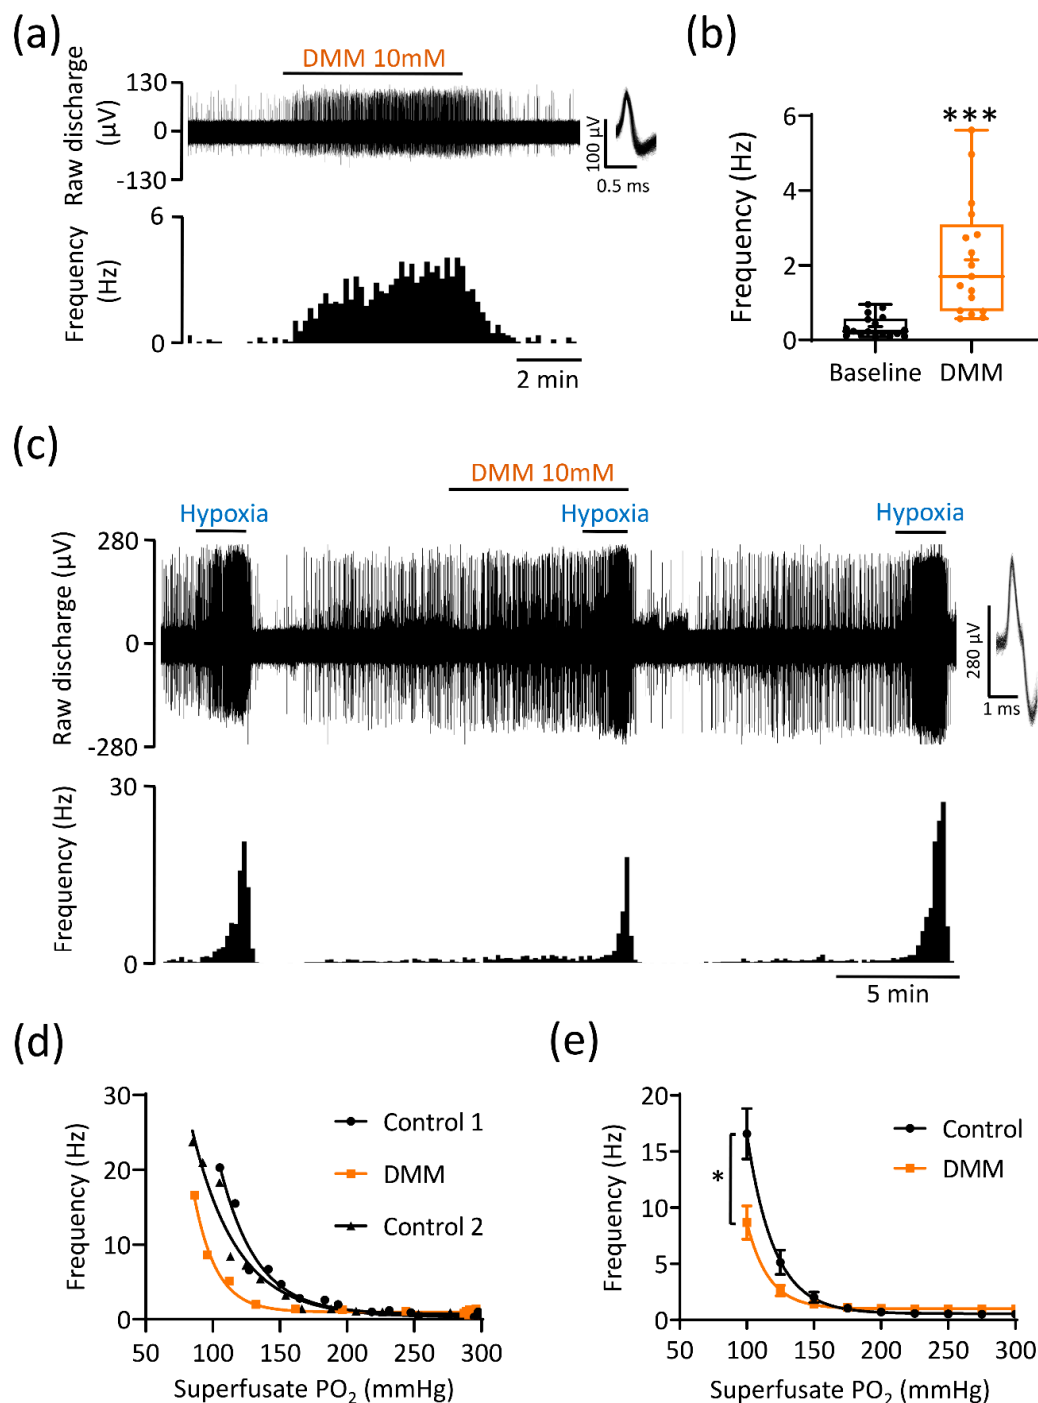 (a)
DMM 10mM
Raw discharge
(µV)
130
0
-130
100 µV
0.5 ms
Frequency
(Hz)
6
0
2 min
(b)
***
Frequency (Hz)
6
4
2
0
Baseline
DMM
(c)
DMM 10mM
Hypoxia
Hypoxia
Hypoxia
Raw discharge (µV)
280
0
-280
280 µV
1 ms
Frequency (Hz)
30
0
5 min
(d)
Frequency (Hz)
30
20
10
0
Control 1
DMM
Control 2
50 100 150 200 250 300
Superfusate PO2 (mmHg)
(e)
Frequency (Hz)
20
15
10
5
0
*
Control
DMM
50 100 150 200 250 300
Superfusate PO2 (mmHg)